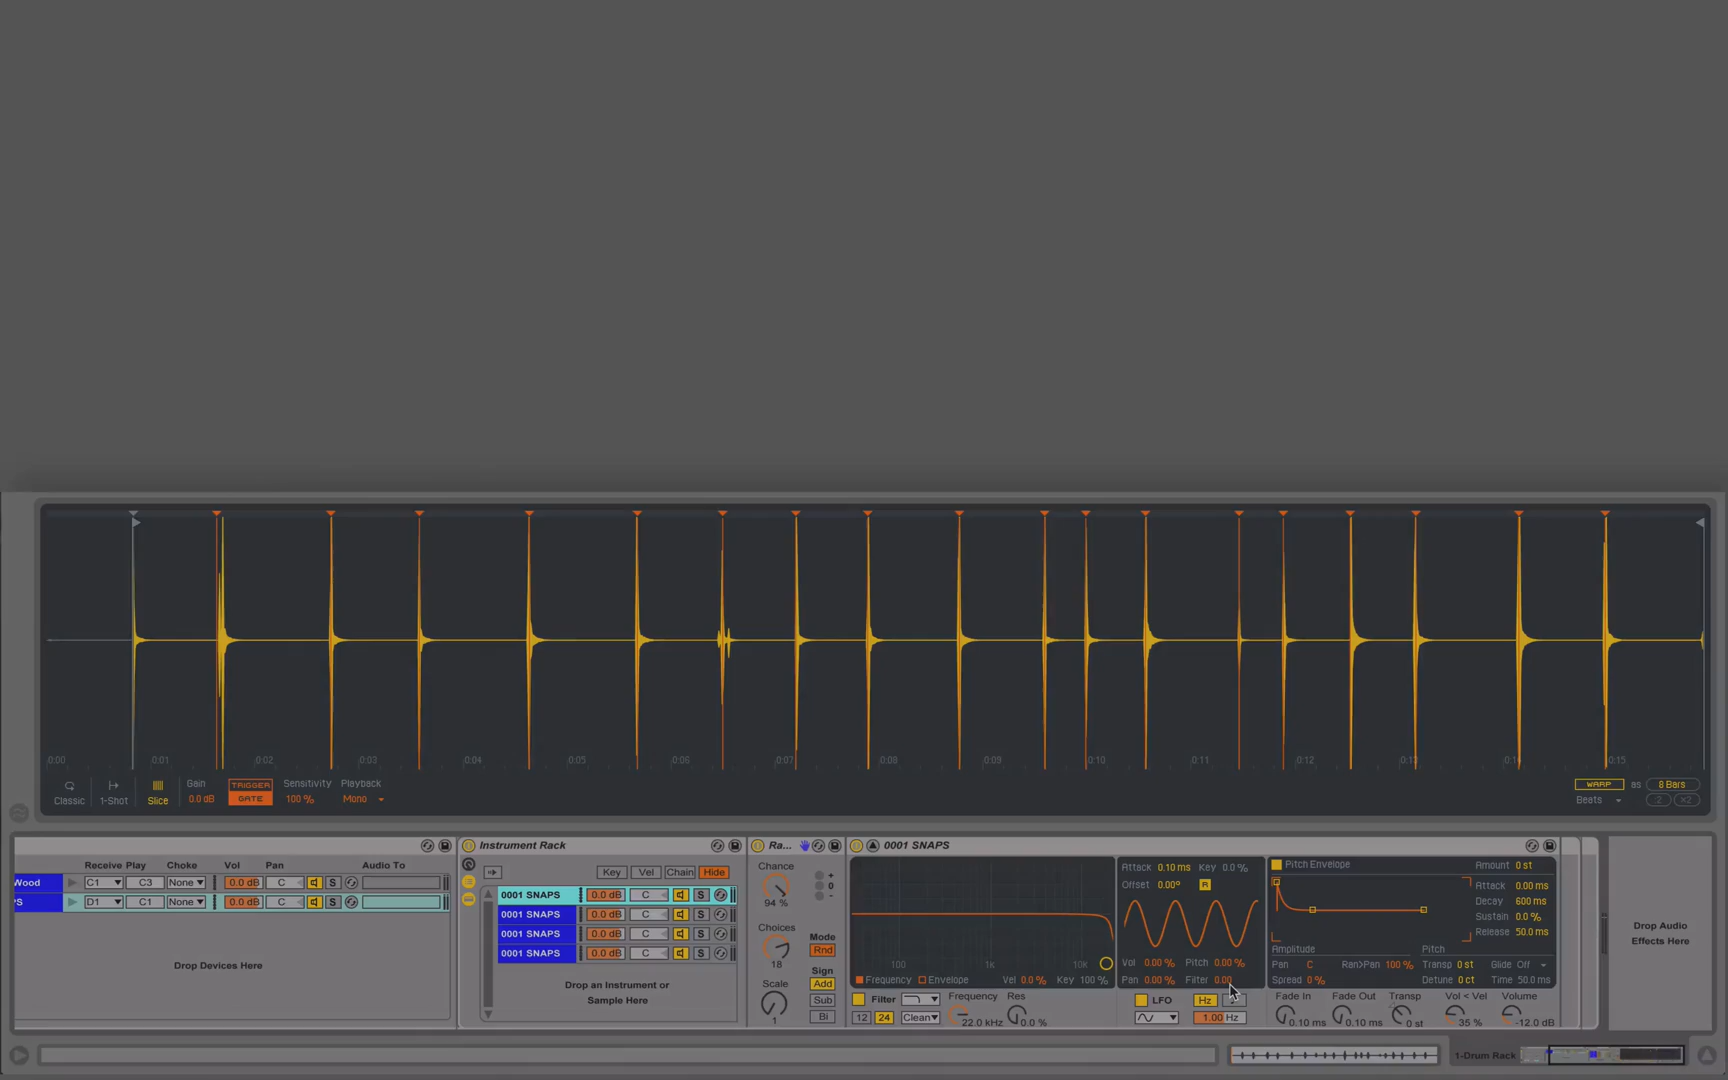 0:00 0:01 0:02 0:03 0:04 0:05 0:06 0:07 0:08 0:09 0:10 0:11 0:12 0:13 0:14 0:15
Classic 1-Shot Slice
Gain 0.0 dB
TRIGGER
GATE
Sensitivity 100 %
Playback Mono
WARP as 8 Bars
Beats :2 x2
Receive Play Choke Vol Pan Audio To
Wood C1 C3 None 0.0 dB C S
D1 C1 None 0.0 dB C S
Drop Devices Here
Instrument Rack
Key Vel Chain Hide
0001 SNAPS 0.0 dB C S
0001 SNAPS 0.0 dB C S
0001 SNAPS 0.0 dB C S
0001 SNAPS 0.0 dB C S
Drop an Instrument or
Sample Here
Ra...
Chance + 0 -
94 %
Choices
18
Scale
1
Mode
Rnd
Sign
Add
Sub
Bi
0001 SNAPS
100 1K 10K
Frequency Envelope Vel 0.0 % Key 100 %
Filter
12 24 Clean
Frequency 22.0 kHz
Res 0.0 %
Attack 0.10 ms Key 0.0 %
Offset 0.00° R
Vol 0.00 % Pitch 0.00 %
Pan 0.00 % Filter 0.00
LFO Hz
1.00 Hz
Pitch Envelope Amount 0 st
Attack 0.00 ms
Decay 600 ms
Sustain 0.0 %
Release 50.0 ms
Amplitude Pitch
Pan C Ran>Pan 100 % Transp 0 st Glide Off
Spread 0 % Detune 0 ct Time 50.0 ms
Fade In Fade Out Transp Vol < Vel Volume
0.10 ms 0.10 ms 0 st 35 % -12.0 dB
Drop Audio
Effects Here
1-Drum Rack